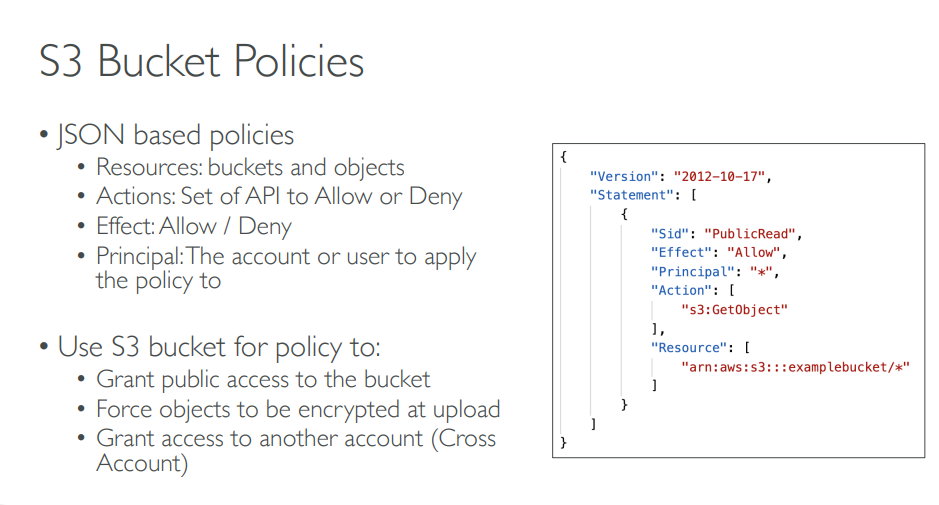 S3 Bucket Policies
• JSON based policies
• Resources: buckets and objects
• Actions: Set of API to Allow or Deny
• Effect: Allow / Deny
• Principal: The account or user to apply
the policy to
• Use S3 bucket for policy to:
• Grant public access to the bucket
• Force objects to be encrypted at upload
• Grant access to another account (Cross
Account)
{
"Version": "2012-10-17",
"Statement": [
{
"Sid": "PublicRead",
"Effect": "Allow",
"Principal": "*",
"Action": [
"s3:GetObject"
],
"Resource": [
"arn:aws:s3:::examplebucket/*"
]
}
]
}